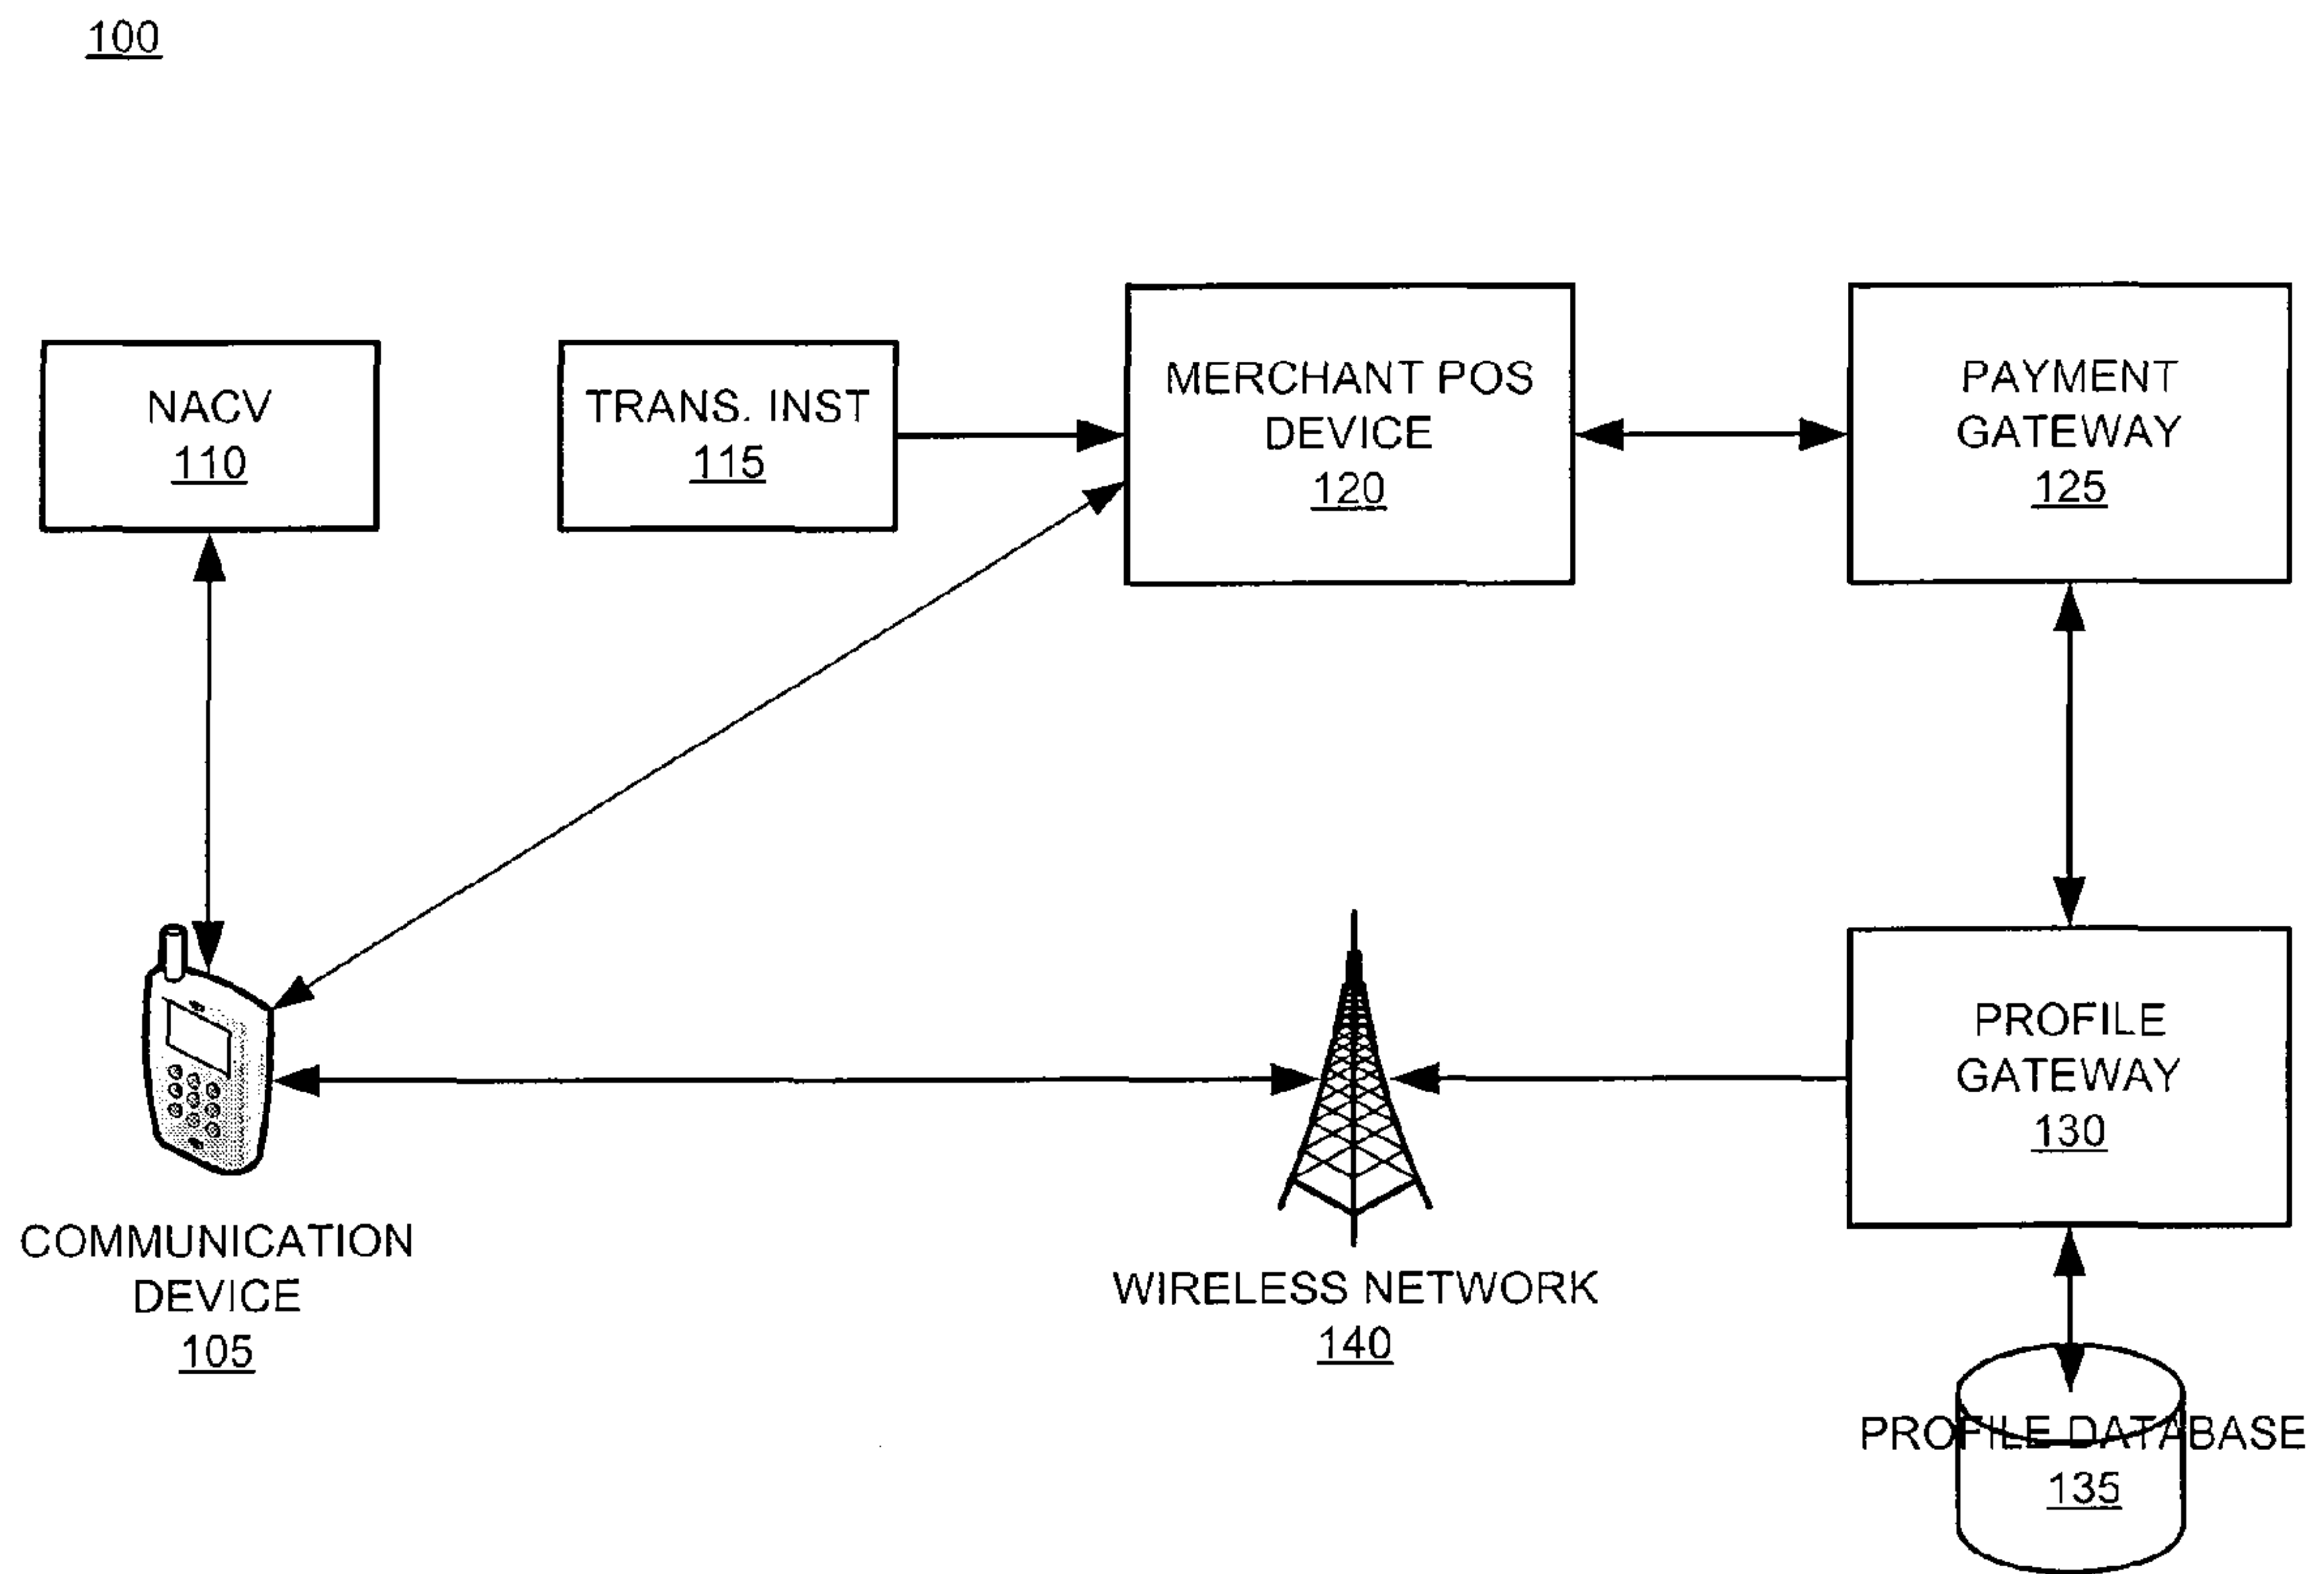 100
NACV
110
TRANS. INST
115
MERCHANT POS
DEVICE
120
PAYMENT
GATEWAY
125
PROFILE
GATEWAY
130
COMMUNICATION
DEVICE
105
WIRELESS NETWORK
140
PROFILE DATABASE
135